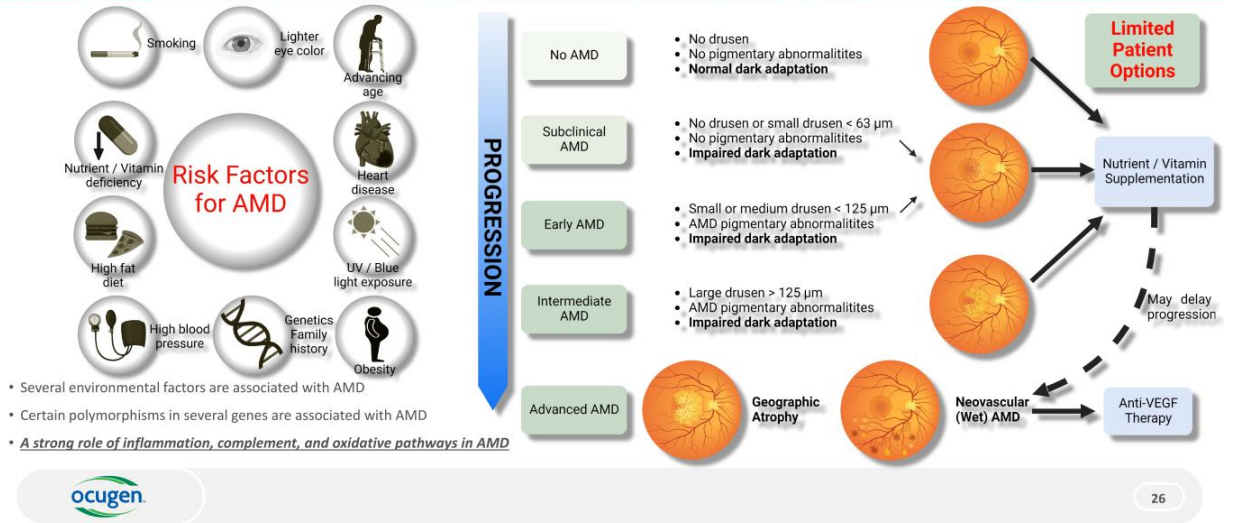 Smoking
Lighter
eye color
Advancing
age
Nutrient / Vitamin
deficiency
Risk Factors
for AMD
Heart
disease
High fat
diet
UV / Blue
light exposure
High blood
pressure
Genetics
Family
history
Obesity
• Several environmental factors are associated with AMD
• Certain polymorphisms in several genes are associated with AMD
• A strong role of inflammation, complement, and oxidative pathways in AMD
PROGRESSION
No AMD
• No drusen
• No pigmentary abnormalitites
• Normal dark adaptation
Subclinical
AMD
• No drusen or small drusen < 63 µm
• No pigmentary abnormalitites
• Impaired dark adaptation
Early AMD
• Small or medium drusen < 125 µm
• AMD pigmentary abnormalitites
• Impaired dark adaptation
Intermediate
AMD
• Large drusen > 125 µm
• AMD pigmentary abnormalitites
• Impaired dark adaptation
Advanced AMD
Geographic
Atrophy
Neovascular
(Wet) AMD
Limited
Patient
Options
Nutrient / Vitamin
Supplementation
May delay
progression
Anti-VEGF
Therapy
ocugen
26